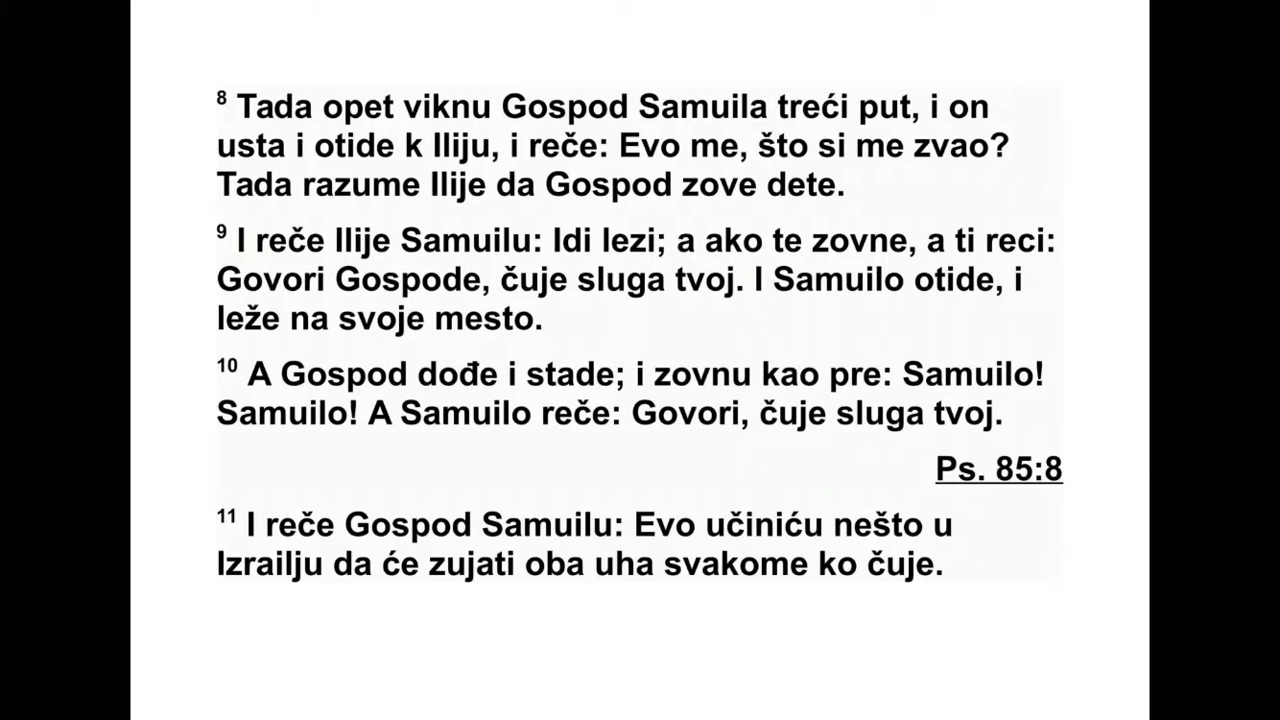 8 Tada opet viknu Gospod Samuila treći put, i on
usta i otide k Iliju, i reče: Evo me, što si me zvao?
Tada razume Ilije da Gospod zove dete.
9 I reče Ilije Samuilu: Idi lezi; a ako te zovne, a ti reci:
Govori Gospode, čuje sluga tvoj. I Samuilo otide, i
leže na svoje mesto.
10 A Gospod dođe i stade; i zovnu kao pre: Samuilo!
Samuilo! A Samuilo reče: Govori, čuje sluga tvoj.
Ps. 85:8
11 I reče Gospod Samuilu: Evo učiniću nešto u
Izrailju da će zujati oba uha svakome ko čuje.